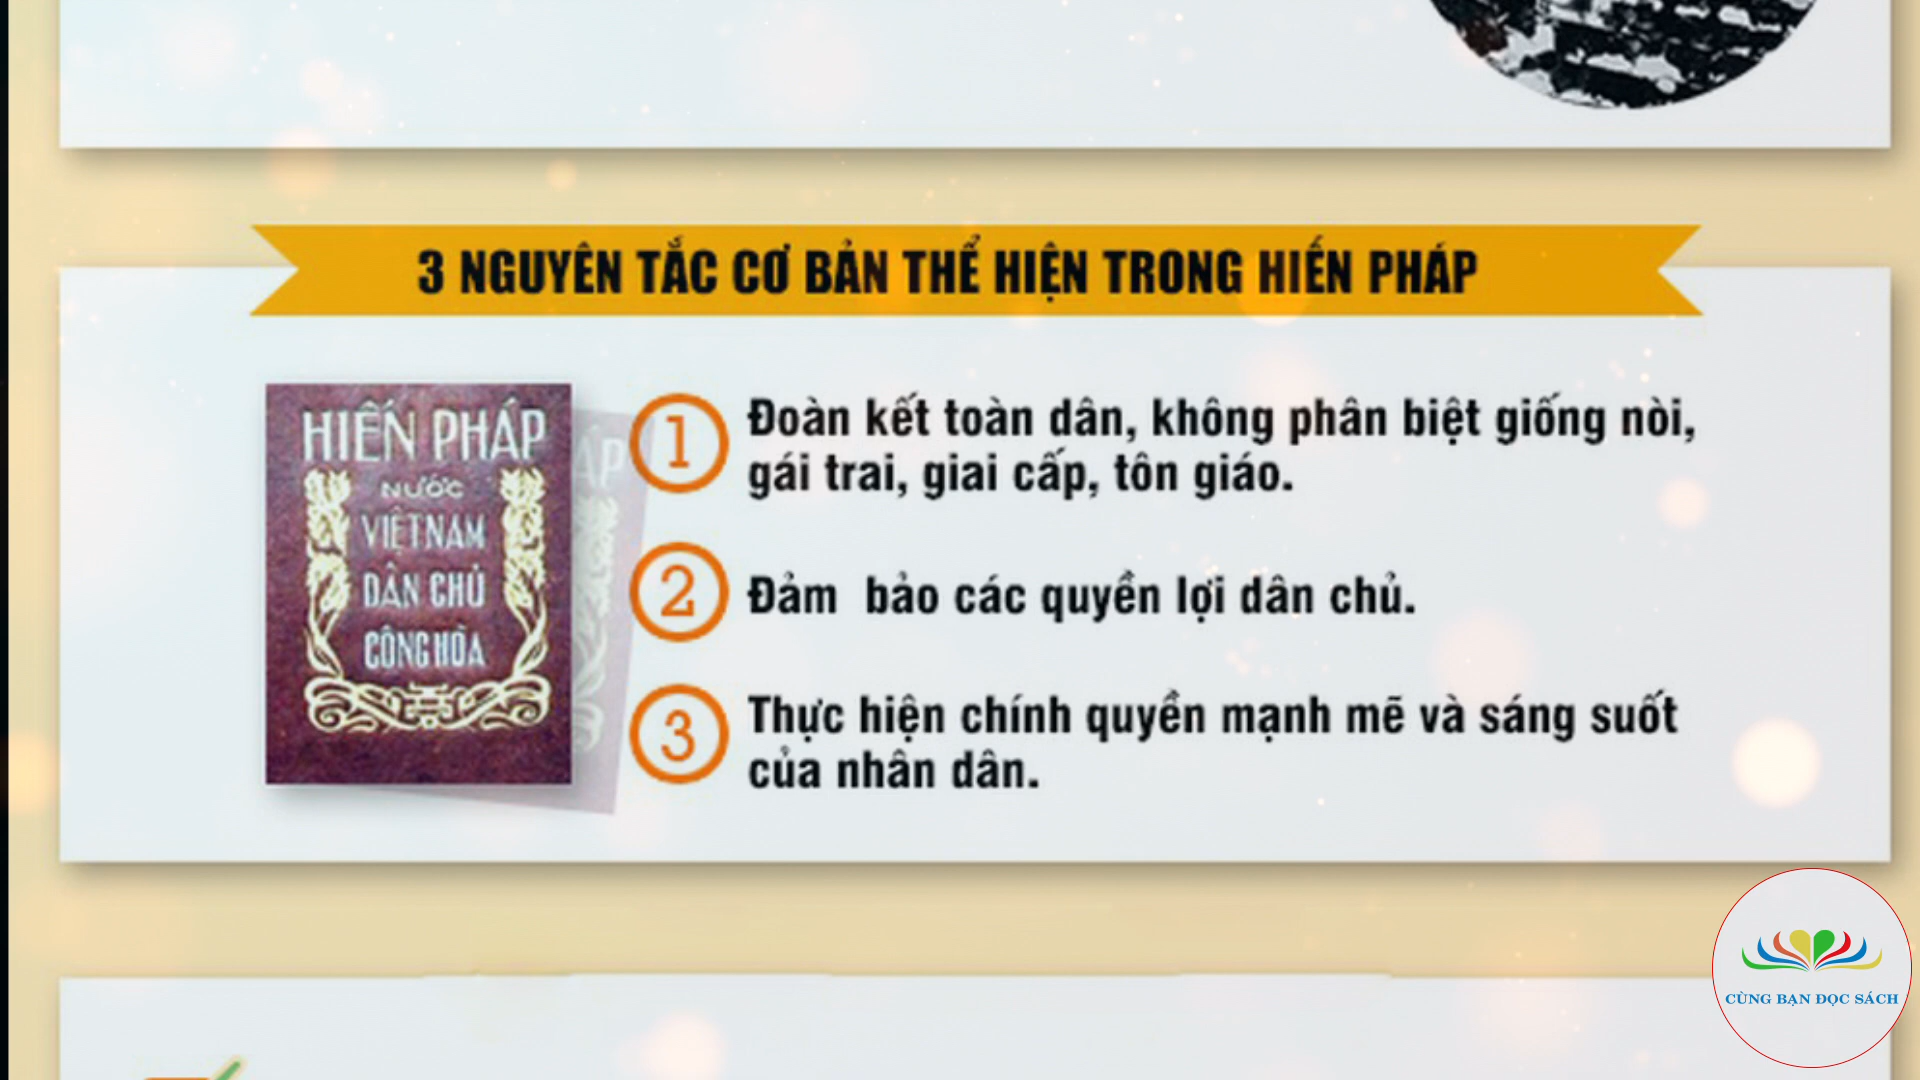 3 NGUYÊN TẮC CƠ BẢN THỂ HIỆN TRONG HIẾN PHÁP
HIẾN PHÁP
NƯỚC
VIỆT NAM
DÂN CHỦ
CỘNG HÒA
ÁP
1
Đoàn kết toàn dân, không phân biệt giống nòi,
gái trai, giai cấp, tôn giáo.
2
Đảm bảo các quyền lợi dân chủ.
3
Thực hiện chính quyền mạnh mẽ và sáng suốt
của nhân dân.
CÙNG BẠN ĐỌC SÁCH